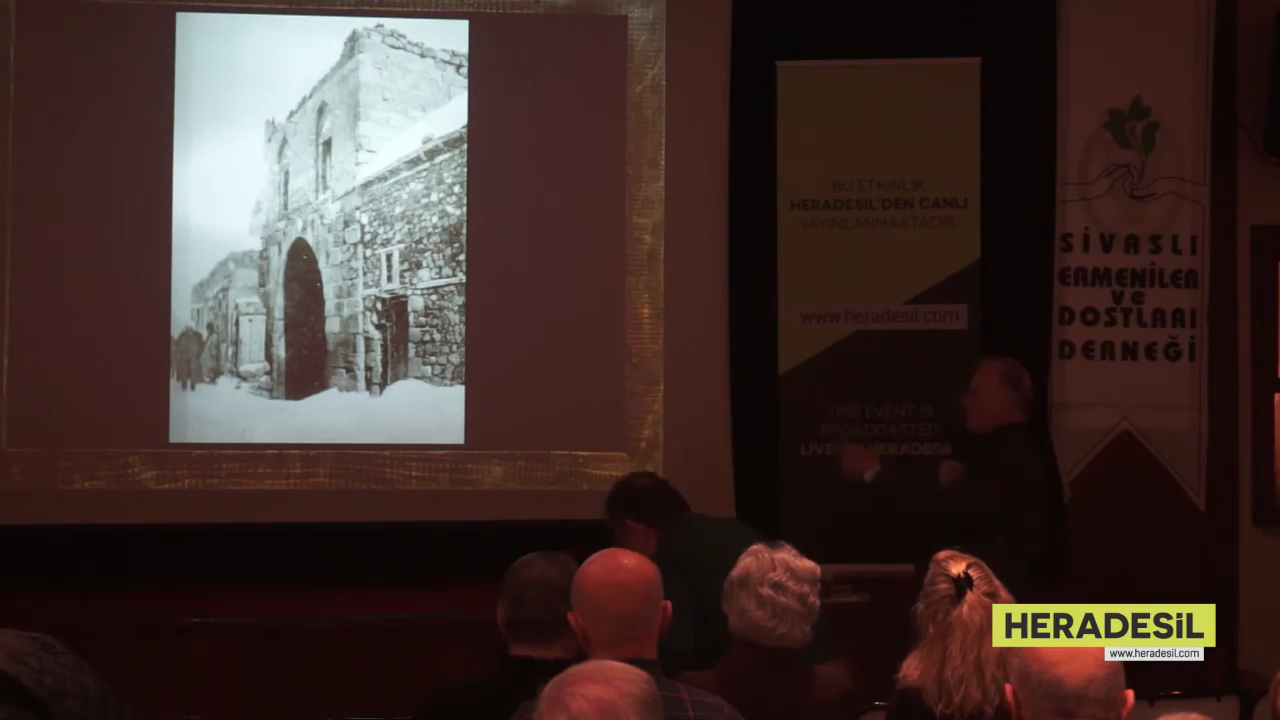 BU ETKİNLİK
HERADESİL'DEN CANLI
YAYINLANMAKTADIR
www.heradesil.com
THIS EVENT IS
BROADCASTED
LIVE HERADESİL
SİVASLI
ERMENİLER
ve
DOSTLARI
DERNEĞİ
HERADESiL
www.heradesil.com